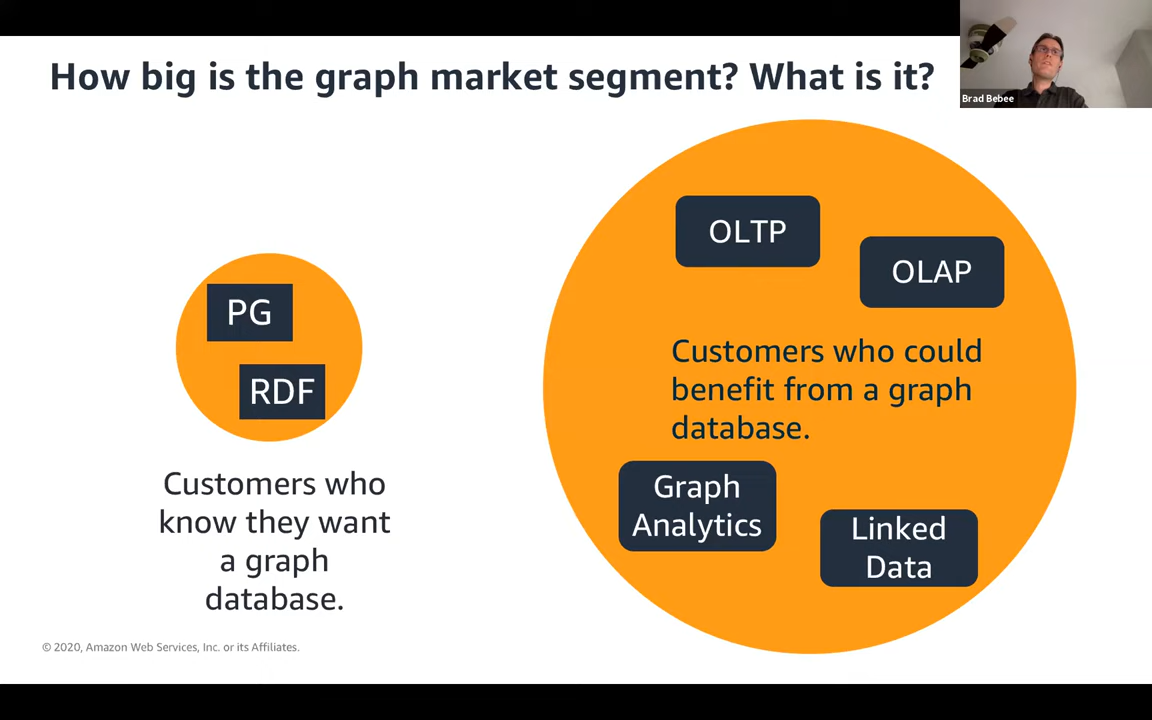 How big is the graph market segment? What is it?
Brad Bebee
PG
RDF
Customers who
know they want
a graph
database.
OLTP
OLAP
Customers who could
benefit from a graph
database.
Graph
Analytics
Linked
Data
© 2020, Amazon Web Services, Inc. or its Affiliates.